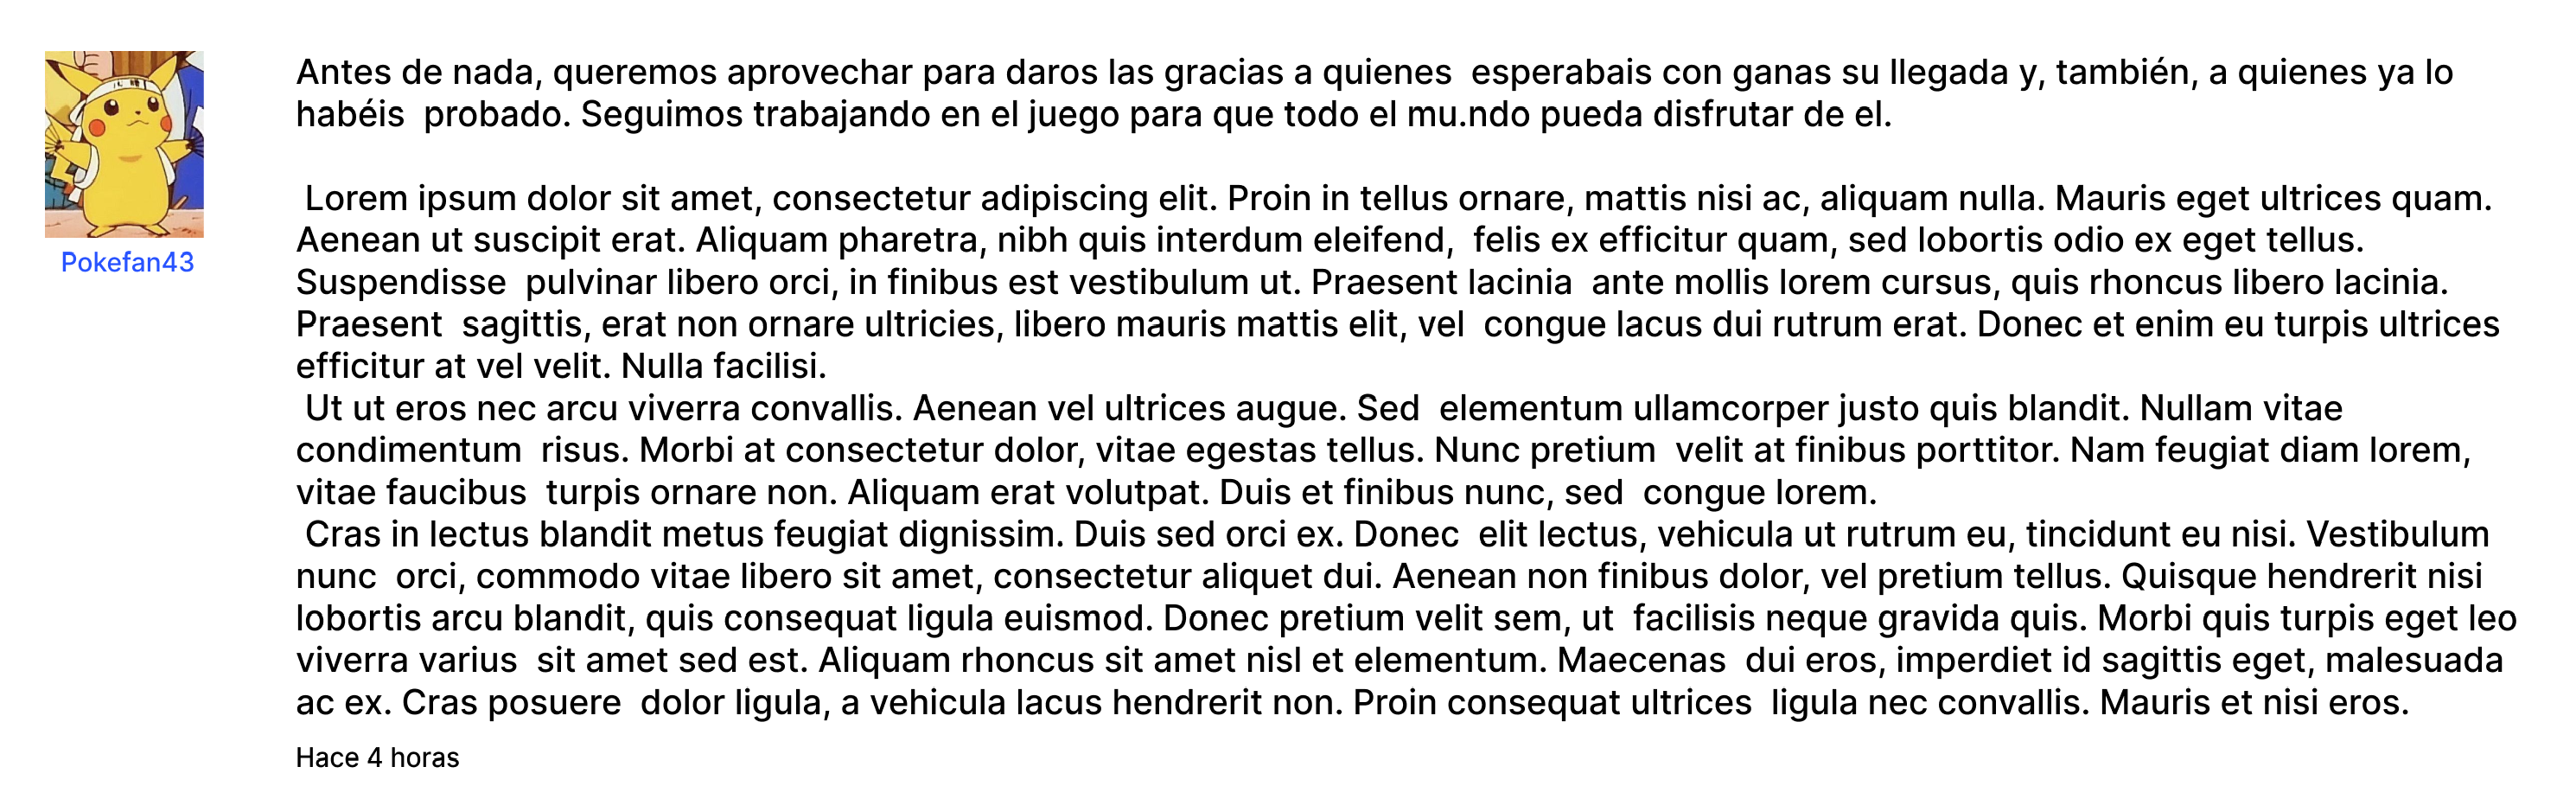 Antes de nada, queremos aprovechar para daros las gracias a quienes  esperabais con ganas su llegada y, también, a quienes ya lo
habéis  probado. Seguimos trabajando en el juego para que todo el mu.ndo pueda disfrutar de el.
Pokefan43
Lorem ipsum dolor sit amet, consectetur adipiscing elit. Proin in tellus ornare, mattis nisi ac, aliquam nulla. Mauris eget ultrices quam.
Aenean ut suscipit erat. Aliquam pharetra, nibh quis interdum eleifend,  felis ex efficitur quam, sed lobortis odio ex eget tellus.
Suspendisse  pulvinar libero orci, in finibus est vestibulum ut. Praesent lacinia  ante mollis lorem cursus, quis rhoncus libero lacinia.
Praesent  sagittis, erat non ornare ultricies, libero mauris mattis elit, vel  congue lacus dui rutrum erat. Donec et enim eu turpis ultrices
efficitur at vel velit. Nulla facilisi.
Ut ut eros nec arcu viverra convallis. Aenean vel ultrices augue. Sed  elementum ullamcorper justo quis blandit. Nullam vitae
condimentum  risus. Morbi at consectetur dolor, vitae egestas tellus. Nunc pretium  velit at finibus porttitor. Nam feugiat diam lorem,
vitae faucibus  turpis ornare non. Aliquam erat volutpat. Duis et finibus nunc, sed  congue lorem.
Cras in lectus blandit metus feugiat dignissim. Duis sed orci ex. Donec  elit lectus, vehicula ut rutrum eu, tincidunt eu nisi. Vestibulum
nunc  orci, commodo vitae libero sit amet, consectetur aliquet dui. Aenean non finibus dolor, vel pretium tellus. Quisque hendrerit nisi
lobortis arcu blandit, quis consequat ligula euismod. Donec pretium velit sem, ut  facilisis neque gravida quis. Morbi quis turpis eget leo
viverra varius  sit amet sed est. Aliquam rhoncus sit amet nisl et elementum. Maecenas  dui eros, imperdiet id sagittis eget, malesuada
ac ex. Cras posuere  dolor ligula, a vehicula lacus hendrerit non. Proin consequat ultrices  ligula nec convallis. Mauris et nisi eros.
Hace 4 horas